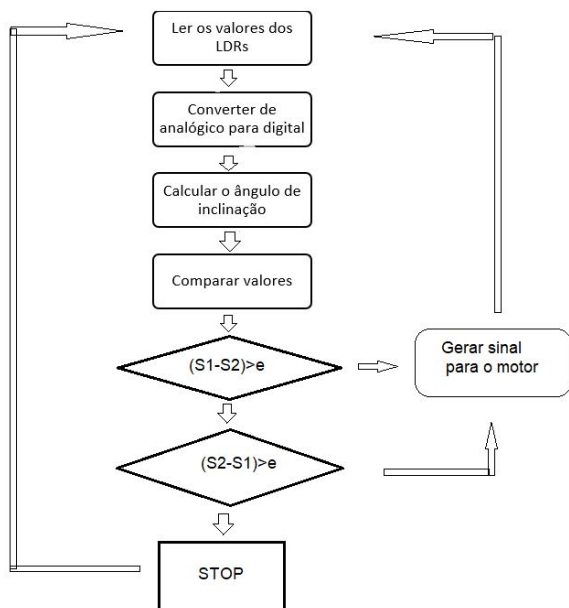 Ler os valores dos
LDRs
Converter de
analógico para digital
Calcular o ângulo de
inclinação
Comparar valores
(S1-S2)>e
Gerar sinal
para o motor
(S2-S1)>e
STOP